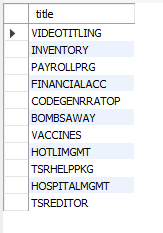 title
VIDEOTITLING
INVENTORY
PAYROLLPRG
FINANCIALACC
CODEGENRRATOP
BOMBSAWAY
VACCINES
HOTLIMGMT
TSRHELPPKG
HOSPITALMGMT
TSREDITOR